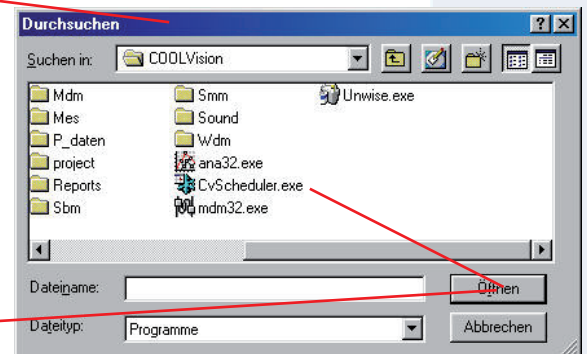 Durchsuchen
Suchen in: COOLVision
Mdm Smm Unwise.exe
Mes Sound
P_daten Wdm
project ana32.exe
Reports CvScheduler.exe
Sbm mdm32.exe
Dateiname: Öffnen
Dateityp: Programme Abbrechen